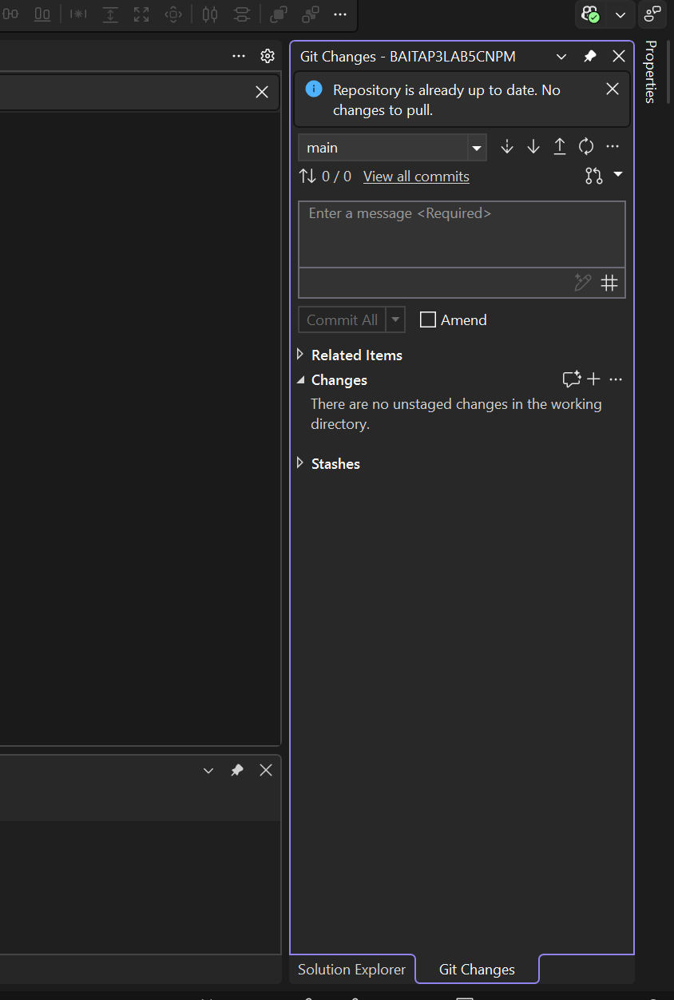 Git Changes - BAITAP3LAB5CNPM
Properties
Repository is already up to date. No
changes to pull.
main
0 / 0 View all commits
Enter a message <Required>
Commit All Amend
Related Items
Changes
There are no unstaged changes in the working
directory.
Stashes
Solution Explorer Git Changes